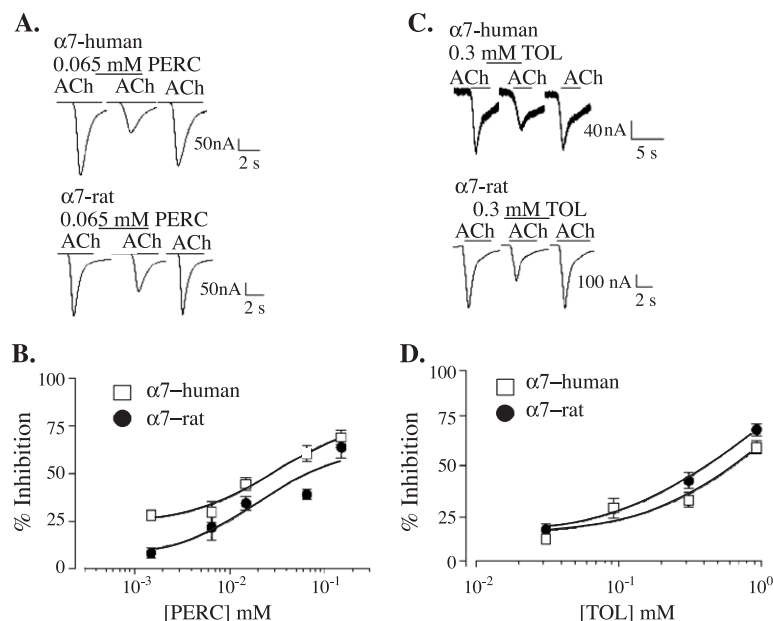 A.
α7-human
0.065 mM PERC
ACh ACh ACh
50nA
2 s
α7-rat
0.065 mM PERC
ACh ACh ACh
50nA
2 s
B.
100
75
50
25
0
% Inhibition
α7–human
α7–rat
10⁻³ 10⁻² 10⁻¹
[PERC] mM
C.
α7-human
0.3 mM TOL
ACh ACh ACh
40nA
5 s
α7-rat
0.3 mM TOL
ACh ACh ACh
100 nA
2 s
D.
100
75
50
25
0
% Inhibition
α7–human
α7–rat
10⁻² 10⁻¹ 10⁰
[TOL] mM